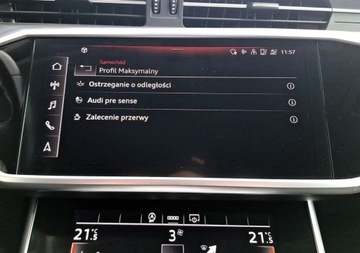 11:57
Samochód
Profil Maksymalny
Ostrzeganie o odległości
Audi pre sense
Zalecenie przerwy
21.5 3 21.5